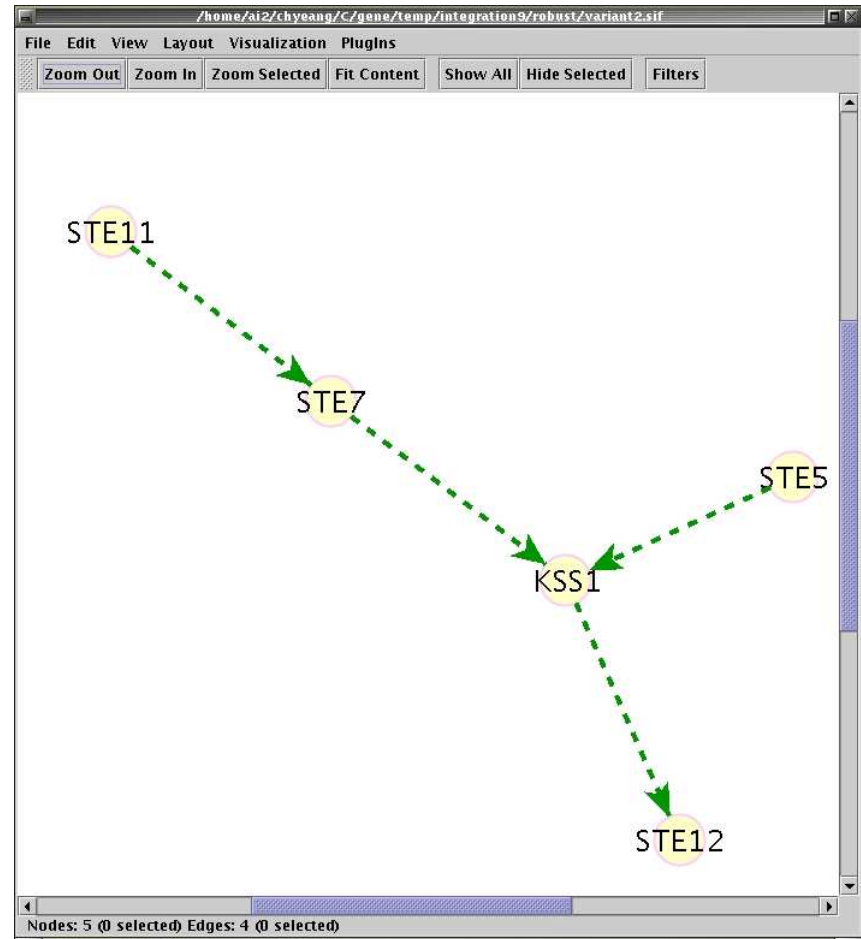 /home/ai2/chyeang/C/gene/temp/integration9/robust/variant2.sif
File Edit View Layout Visualization PlugIns
Zoom Out Zoom In Zoom Selected Fit Content Show All Hide Selected Filters
STE11
STE7
STE5
KSS1
STE12
Nodes: 5 (0 selected) Edges: 4 (0 selected)